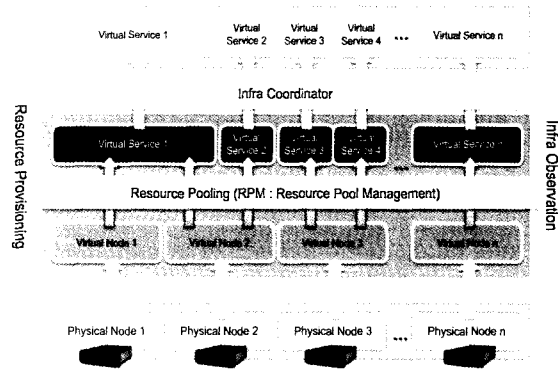 Virtual Service 1
Virtual Service 2
Virtual Service 3
Virtual Service 4
...
Virtual Service n
Infra Coordinator
Resource Provisioning
Infra Observation
Virtual Service 1
Virtual Service 2
Virtual Service 3
Virtual Service 4
...
Virtual Service n
Resource Pooling (RPM : Resource Pool Management)
Virtual Node 1
Virtual Node 2
Virtual Node 3
Virtual Node n
Physical Node 1
Physical Node 2
Physical Node 3
...
Physical Node n